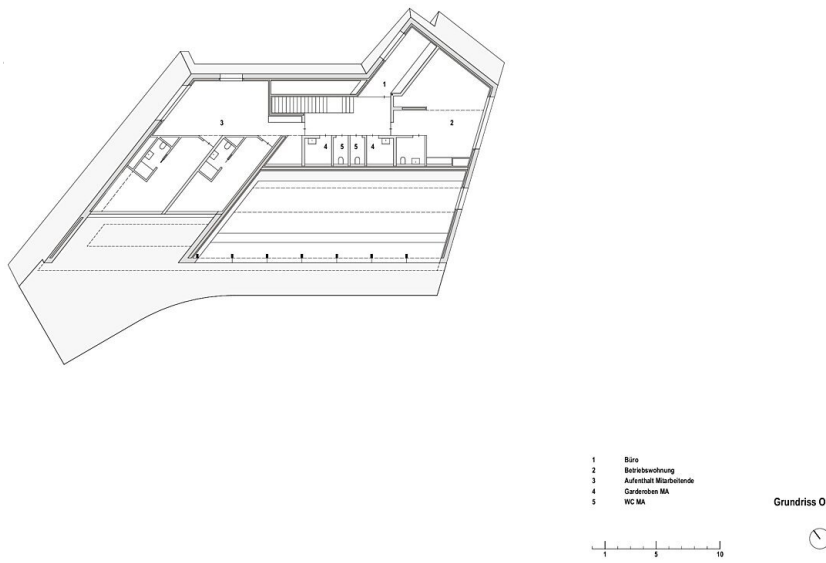 1
2
3
4 5 5 4
1 Büro
2 Betriebswohnung
3 Aufenthalt Mitarbeitende
4 Garderoben MA
5 WC MA
Grundriss O
1 5 10